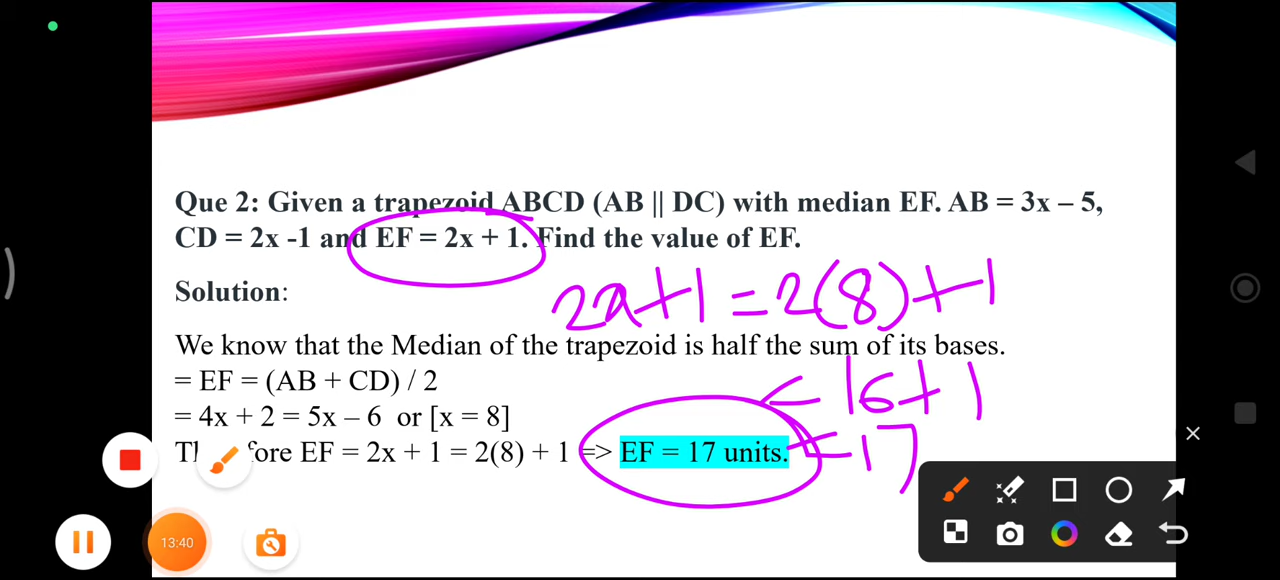 Que 2: Given a trapezoid ABCD (AB || DC) with median EF. AB = 3x – 5,
CD = 2x -1 and EF = 2x + 1. Find the value of EF.
Solution:
2x+1 = 2(8)+1
We know that the Median of the trapezoid is half the sum of its bases.
= EF = (AB + CD) / 2
= 16+1
= 4x + 2 = 5x – 6 or [x = 8]
= 17
fore EF = 2x + 1 = 2(8) + 1 => EF = 17 units.
13:40